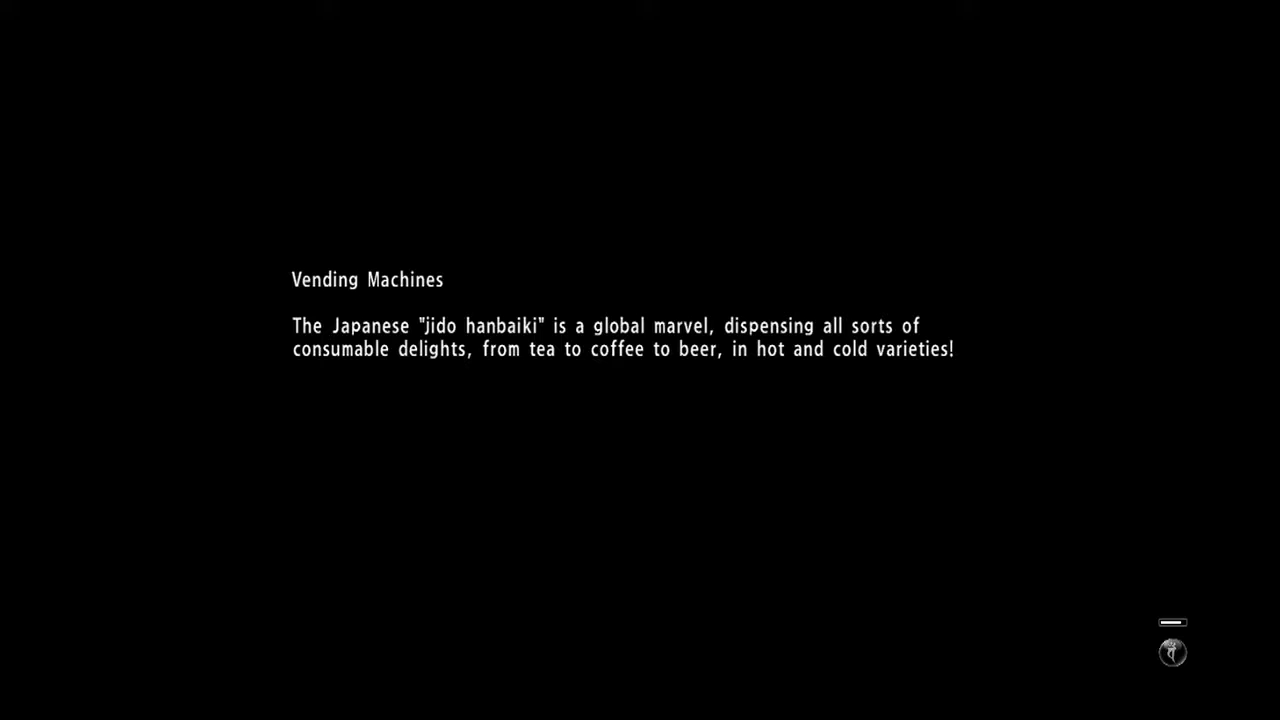 Vending Machines
The Japanese "jido hanbaiki" is a global marvel, dispensing all sorts of
consumable delights, from tea to coffee to beer, in hot and cold varieties!